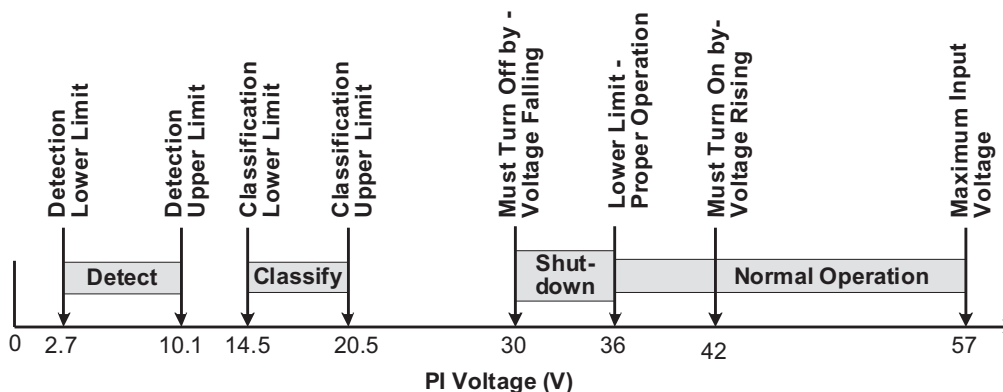 Detection
Lower Limit
Detection
Upper Limit
Classification
Lower Limit
Classification
Upper Limit
Must Turn Off by -
Voltage Falling
Lower Limit -
Proper Operation
Must Turn On by-
Voltage Rising
Maximum Input
Voltage
Detect
Classify
Shut-
down
Normal Operation
0
2.7
10.1
14.5
20.5
30
36
42
57
PI Voltage (V)